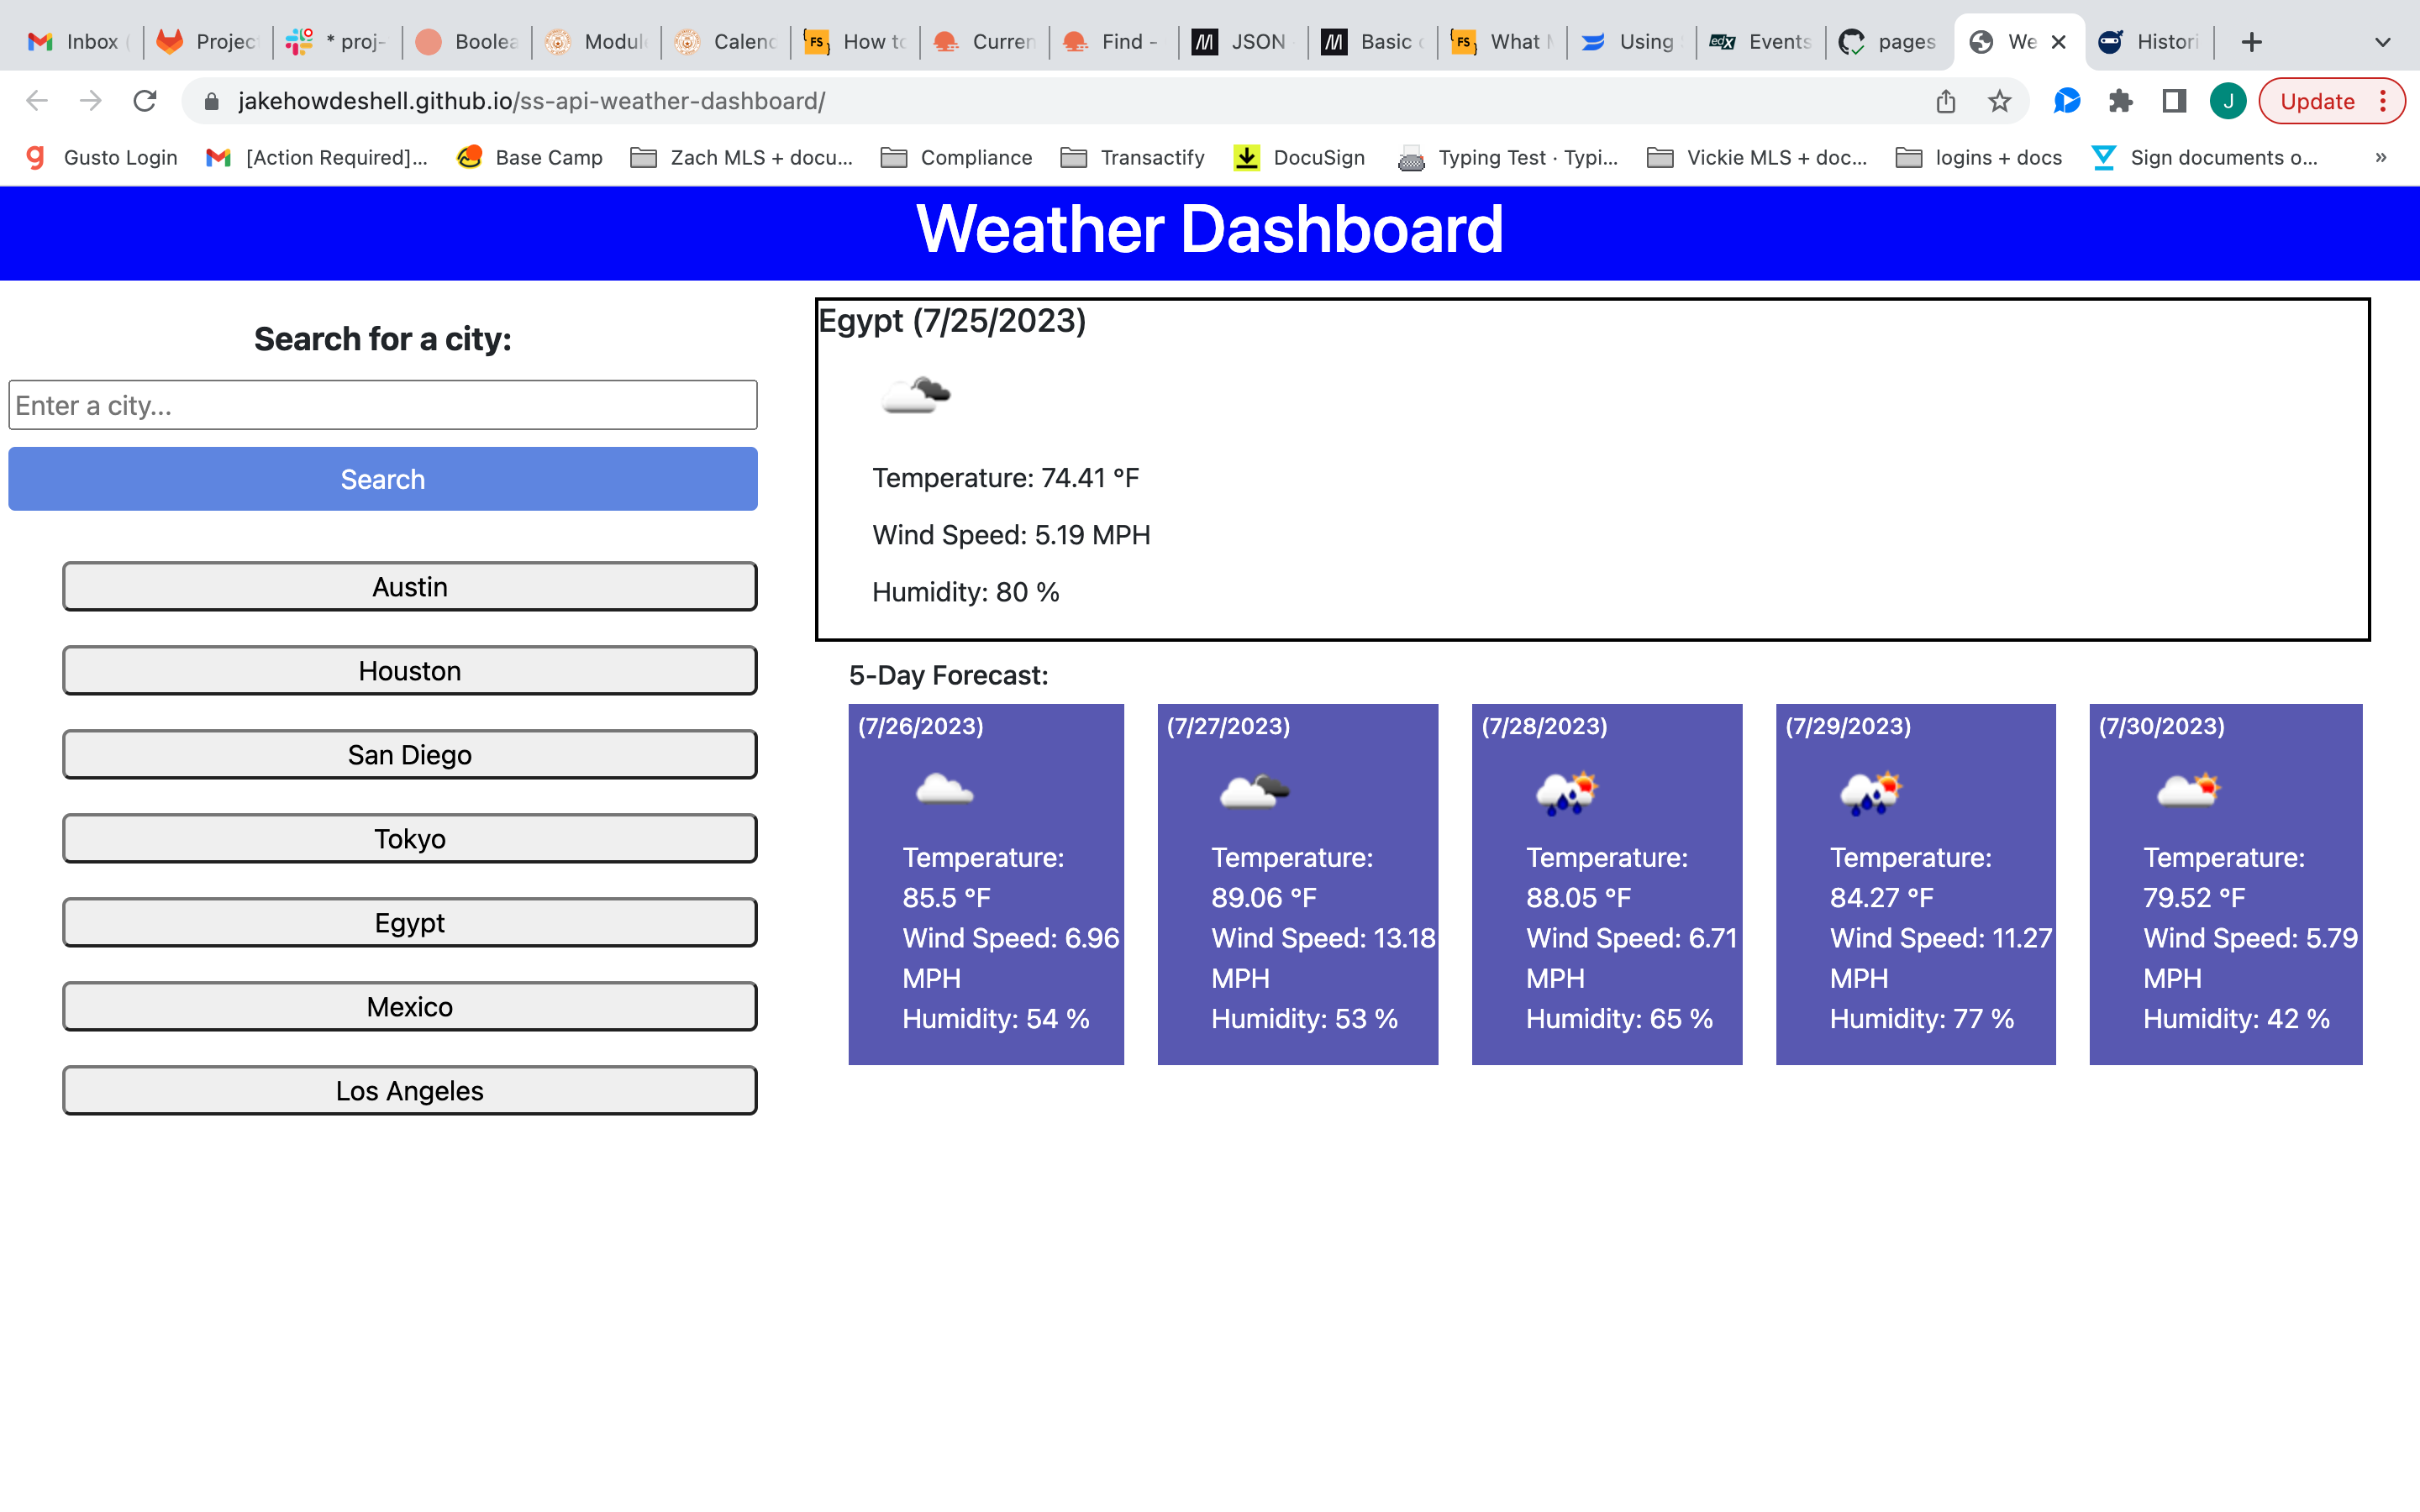 Inbox (
Projec
* proj-
Boolea
Modul
Calend
How to
Curren
Find -
JSON
Basic
What
Using
Events
pages
We
Histori
jakehowdeshell.github.io/ss-api-weather-dashboard/
J
Update
Gusto Login
[Action Required]...
Base Camp
Zach MLS + docu...
Compliance
Transactify
DocuSign
Typing Test · Typi...
Vickie MLS + doc...
logins + docs
Sign documents o...
»
Weather Dashboard
Search for a city:
Enter a city...
Search
Austin
Houston
San Diego
Tokyo
Egypt
Mexico
Los Angeles
Egypt (7/25/2023)
Temperature: 74.41 °F
Wind Speed: 5.19 MPH
Humidity: 80 %
5-Day Forecast:
(7/26/2023)
Temperature:
85.5 °F
Wind Speed: 6.96
MPH
Humidity: 54 %
(7/27/2023)
Temperature:
89.06 °F
Wind Speed: 13.18
MPH
Humidity: 53 %
(7/28/2023)
Temperature:
88.05 °F
Wind Speed: 6.71
MPH
Humidity: 65 %
(7/29/2023)
Temperature:
84.27 °F
Wind Speed: 11.27
MPH
Humidity: 77 %
(7/30/2023)
Temperature:
79.52 °F
Wind Speed: 5.79
MPH
Humidity: 42 %